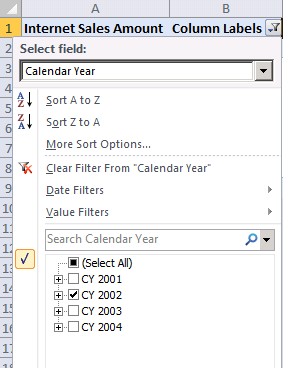 A B
1 Internet Sales Amount Column Labels
2 Select field:
3 Calendar Year
4
5 Sort A to Z
6 Sort Z to A
7 More Sort Options...
8 Clear Filter From "Calendar Year"
9 Date Filters
10 Value Filters
11
12 Search Calendar Year
13 (Select All)
14 CY 2001
15 CY 2002
16 CY 2003
17 CY 2004